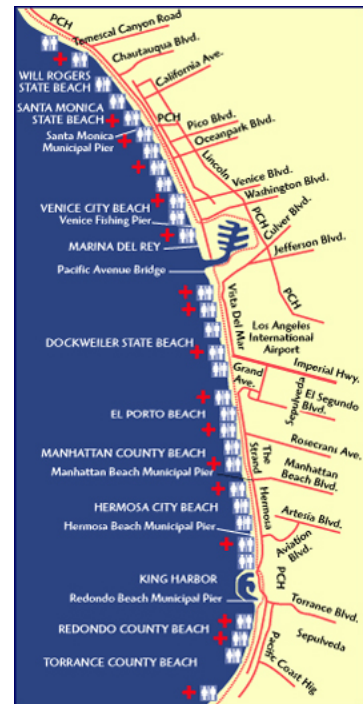 PCH
Temescal Canyon Road
Chautauqua Blvd.
California Ave.
WILL ROGERS
STATE BEACH
SANTA MONICA
STATE BEACH
PCH
Pico Blvd.
Santa Monica
Municipal Pier
Oceanpark Blvd.
Lincoln
Venice Blvd.
Washington Blvd.
VENICE CITY BEACH
Venice Fishing Pier
PCH
Culver Blvd.
MARINA DEL REY
Jefferson Blvd.
Pacific Avenue Bridge
PCH
Vista Del Mar
Los Angeles
International
Airport
DOCKWEILER STATE BEACH
Imperial Hwy.
Grand
Ave.
Sepulveda
El Segundo
Blvd.
EL PORTO BEACH
Rosecrans Ave.
The Strand
MANHATTAN COUNTY BEACH
Manhattan Beach Municipal Pier
Manhattan
Beach Blvd.
HERMOSA CITY BEACH
Hermosa
Artesia Blvd.
Hermosa Beach Municipal Pier
Aviation
Blvd.
PCH
KING HARBOR
Redondo Beach Municipal Pier
Torrance Blvd.
REDONDO COUNTY BEACH
Sepulveda
TORRANCE COUNTY BEACH
Pacific Coast Hig